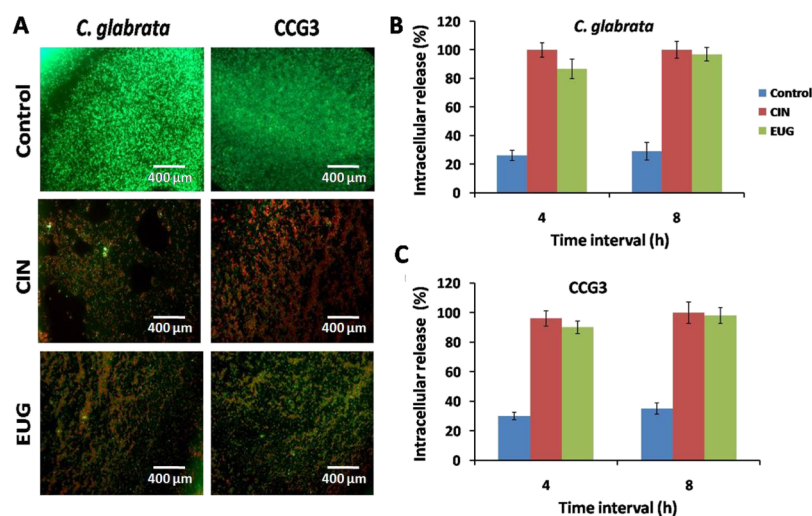 A
C. glabrata
CCG3
Control
400 µm
400 µm
CIN
400 µm
400 µm
EUG
400 µm
400 µm
B
C. glabrata
Intracellular release (%)
120
100
80
60
40
20
0
4
8
Time interval (h)
Control
CIN
EUG
C
CCG3
Intracellular release (%)
120
100
80
60
40
20
0
4
8
Time interval (h)